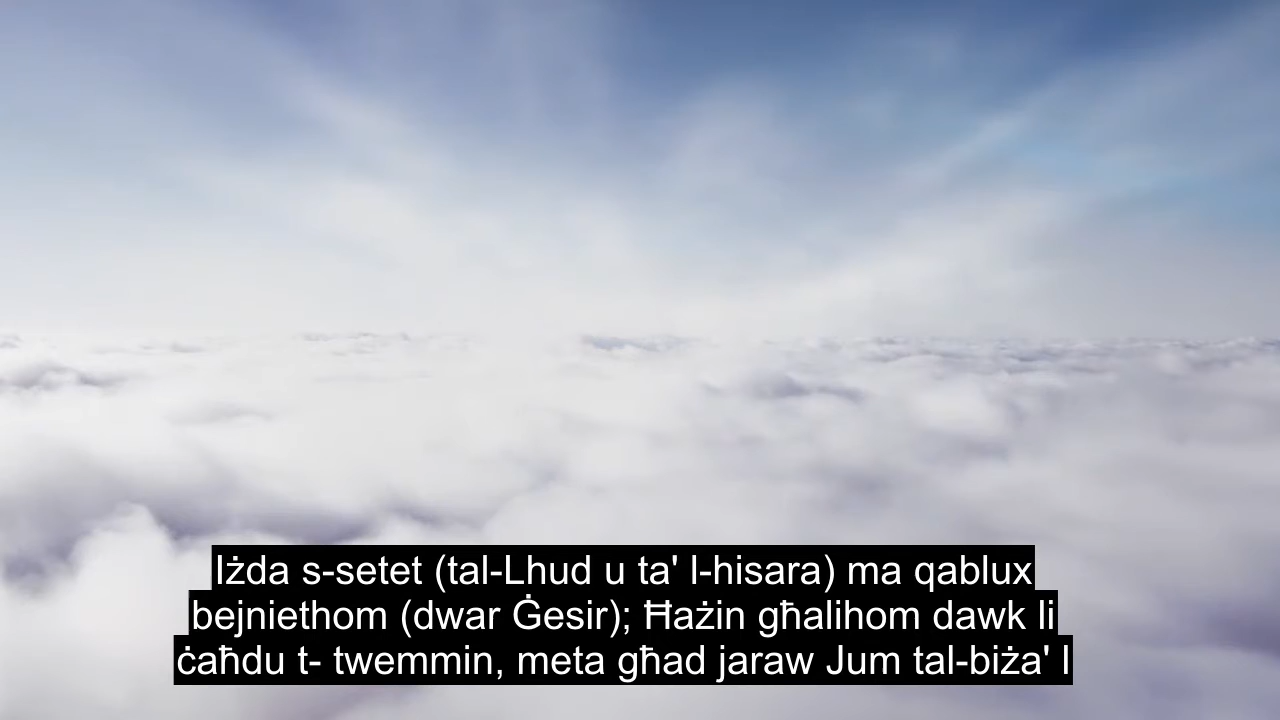 Iżda s-setet (tal-Lhud u ta' l-hisara) ma qablux
bejniethom (dwar Ġesir); Ħażin għalihom dawk li
ċaħdu t- twemmin, meta għad jaraw Jum tal-biża' l